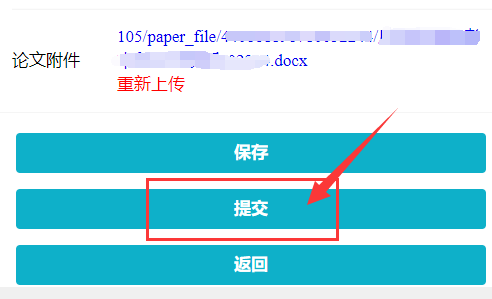 105/paper_file/
论文附件
.docx
重新上传
保存
提交
返回